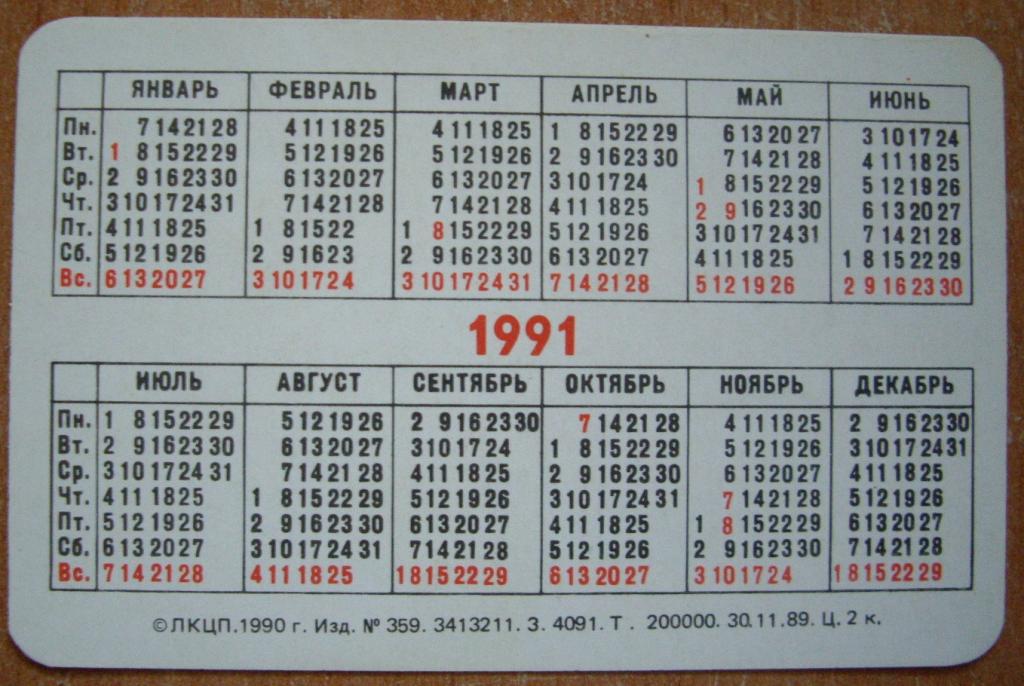 ЯНВАРЬ ФЕВРАЛЬ МАРТ АПРЕЛЬ МАЙ ИЮНЬ
Пн. 7 14 21 28 4 11 18 25 4 11 18 25 1 8 15 22 29 6 13 20 27 3 10 17 24
Вт. 1 8 15 22 29 5 12 19 26 5 12 19 26 2 9 16 23 30 7 14 21 28 4 11 18 25
Ср. 2 9 16 23 30 6 13 20 27 6 13 20 27 3 10 17 24 1 8 15 22 29 5 12 19 26
Чт. 3 10 17 24 31 7 14 21 28 7 14 21 28 4 11 18 25 2 9 16 23 30 6 13 20 27
Пт. 4 11 18 25 1 8 15 22 1 8 15 22 29 5 12 19 26 3 10 17 24 31 7 14 21 28
Сб. 5 12 19 26 2 9 16 23 2 9 16 23 30 6 13 20 27 4 11 18 25 1 8 15 22 29
Вс. 6 13 20 27 3 10 17 24 3 10 17 24 31 7 14 21 28 5 12 19 26 2 9 16 23 30
1991
ИЮЛЬ АВГУСТ СЕНТЯБРЬ ОКТЯБРЬ НОЯБРЬ ДЕКАБРЬ
Пн. 1 8 15 22 29 5 12 19 26 2 9 16 23 30 7 14 21 28 4 11 18 25 2 9 16 23 30
Вт. 2 9 16 23 30 6 13 20 27 3 10 17 24 1 8 15 22 29 5 12 19 26 3 10 17 24 31
Ср. 3 10 17 24 31 7 14 21 28 4 11 18 25 2 9 16 23 30 6 13 20 27 4 11 18 25
Чт. 4 11 18 25 1 8 15 22 29 5 12 19 26 3 10 17 24 31 7 14 21 28 5 12 19 26
Пт. 5 12 19 26 2 9 16 23 30 6 13 20 27 4 11 18 25 1 8 15 22 29 6 13 20 27
Сб. 6 13 20 27 3 10 17 24 31 7 14 21 28 5 12 19 26 2 9 16 23 30 7 14 21 28
Вс. 7 14 21 28 4 11 18 25 1 8 15 22 29 6 13 20 27 3 10 17 24 1 8 15 22 29
©ЛКЦП.1990 г. Изд. № 359. 3413211. З. 4091. Т. 200000. 30.11.89. Ц. 2 к.